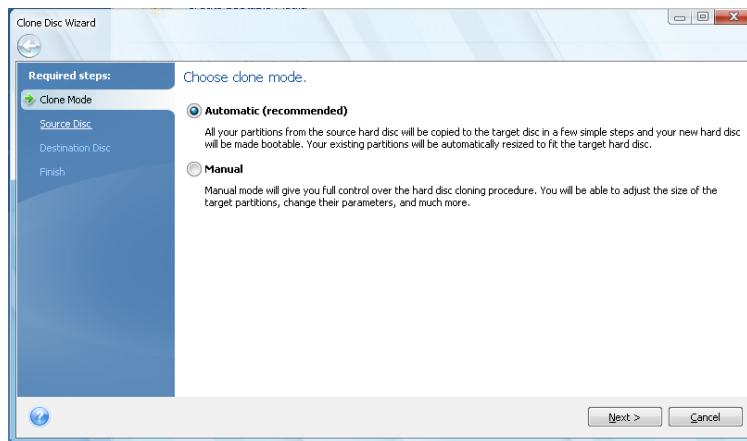 Clone Disc Wizard
Required steps:
Clone Mode
Source Disc
Destination Disc
Finish
Choose clone mode.
Automatic (recommended)
All your partitions from the source hard disc will be copied to the target disc in a few simple steps and your new hard disc
will be made bootable. Your existing partitions will be automatically resized to fit the target hard disc.
Manual
Manual mode will give you full control over the hard disc cloning procedure. You will be able to adjust the size of the
target partitions, change their parameters, and much more.
Next >
Cancel